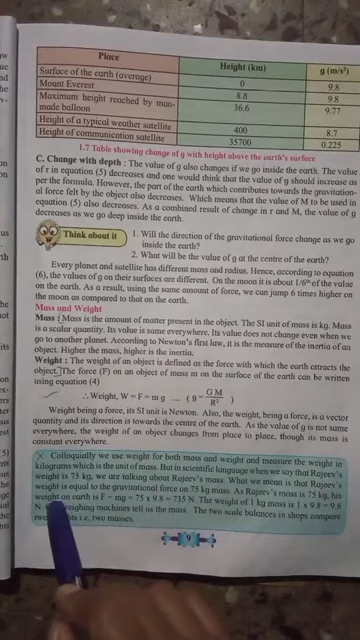 Place Height (km) g (m/s²)
Surface of the earth (average) 0 9.8
Mount Everest 8.8 9.8
Maximum height reached by man-made balloon 36.6 9.77
Height of a typical weather satellite 400 8.7
Height of communication satellite 35700 0.225
1.7 Table showing change of g with height above the earth's surface
C. Change with depth : The value of g also changes if we go inside the earth. The value
of r in equation (5) decreases and one would think that the value of g should increase as
per the formula. However, the part of the earth which contributes towards the gravitation-
al force felt by the object also decreases. Which means that the value of M to be used in
equation (5) also decreases. As a combined result of change in r and M, the value of g
decreases as we go deep inside the earth.
Think about it
1. Will the direction of the gravitational force change as we go
inside the earth?
2. What will be the value of g at the centre of the earth?
Every planet and satellite has different mass and radius. Hence, according to equation
(6), the values of g on their surfaces are different. On the moon it is about 1/6th of the value
on the earth. As a result, using the same amount of force, we can jump 6 times higher on
the moon as compared to that on the earth.
Mass and Weight
Mass : Mass is the amount of matter present in the object. The SI unit of mass is kg. Mass
is a scalar quantity. Its value is same everywhere. Its value does not change even when we
go to another planet. According to Newton's first law, it is the measure of the inertia of an
object. Higher the mass, higher is the inertia.
Weight : The weight of an object is defined as the force with which the earth attracts the
object. The force (F) on an object of mass m on the surface of the earth can be written
using equation (4)
∴ Weight, W = F = m g ... ( g = G M / R² )
Weight being a force, its SI unit is Newton. Also, the weight, being a force, is a vector
quantity and its direction is towards the centre of the earth. As the value of g is not same
everywhere, the weight of an object changes from place to place, though its mass is
constant everywhere.
Colloquially we use weight for both mass and weight and measure the weight in
kilograms which is the unit of mass. But in scientific language when we say that Rajeev's
weight is 75 kg, we are talking about Rajeev's mass. What we mean is that Rajeev's
weight is equal to the gravitational force on 75 kg mass. As Rajeev's mass is 75 kg, his
weight on earth is F = mg = 75 x 9.8 = 735 N. The weight of 1 kg mass is 1 x 9.8 = 9.8
N. weighing machines tell us the mass. The two scale balances in shops compare
two i.e. two masses.
9